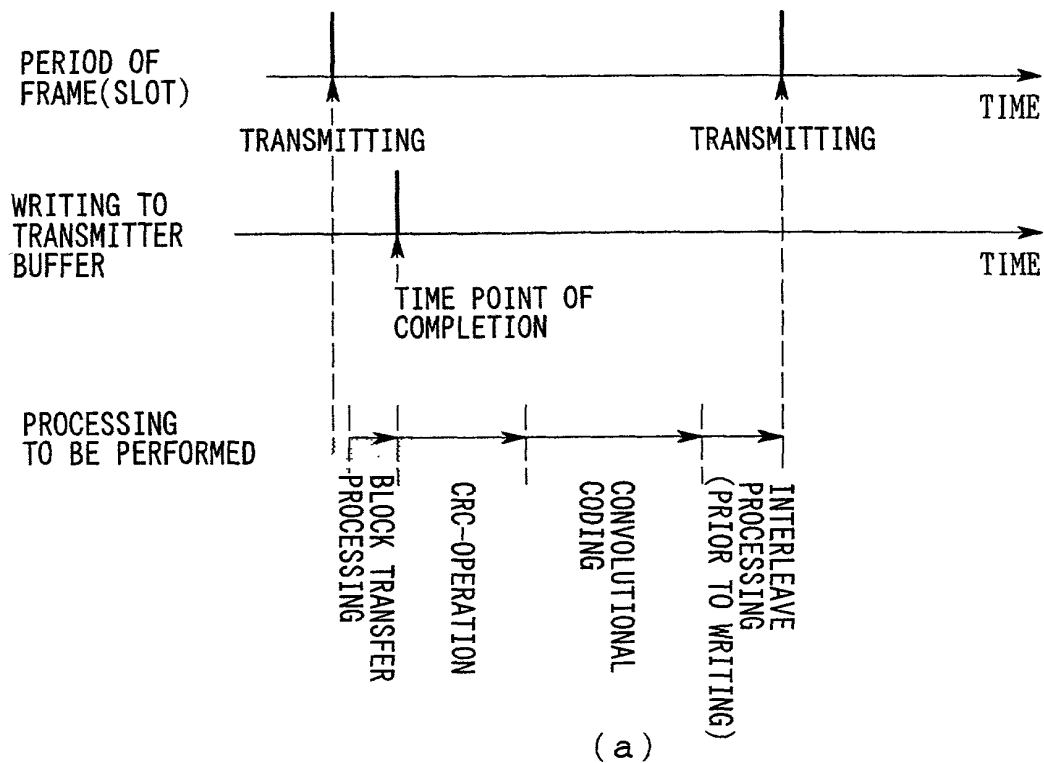 PERIOD OF
FRAME(SLOT)
TIME
TRANSMITTING
TRANSMITTING
WRITING TO
TRANSMITTER
BUFFER
TIME
TIME POINT OF
COMPLETION
PROCESSING
TO BE PERFORMED
BLOCK TRANSFER
PROCESSING
CRC-OPERATION
CONVOLUTIONAL
CODING
INTERLEAVE
PROCESSING
(PRIOR TO WRITING)
(a)